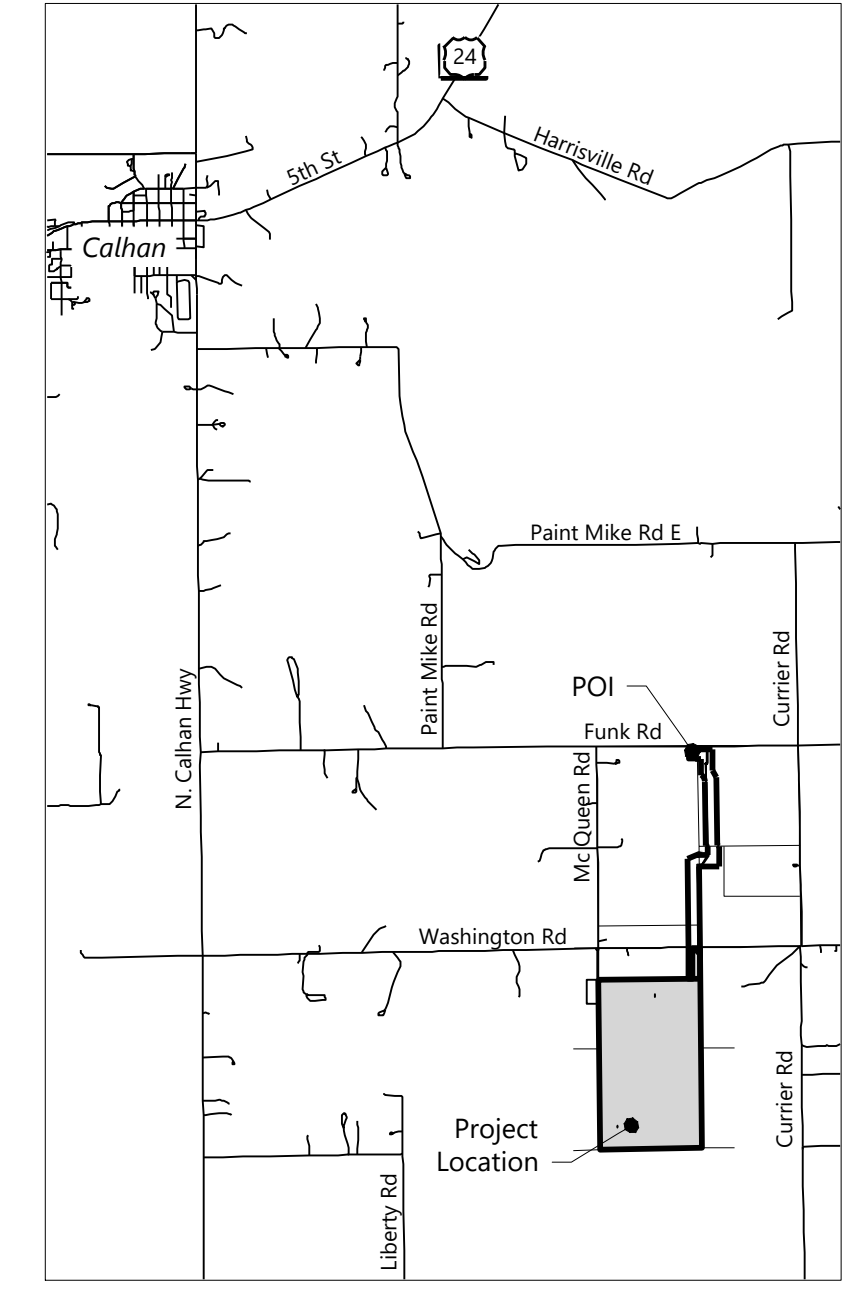 24
5th St
Harrisville Rd
Calhan
Paint Mike Rd E
Paint Mike Rd
Currier Rd
N. Calhan Hwy
POI
Funk Rd
Mc Queen Rd
Washington Rd
Project
Location
Currier Rd
Liberty Rd